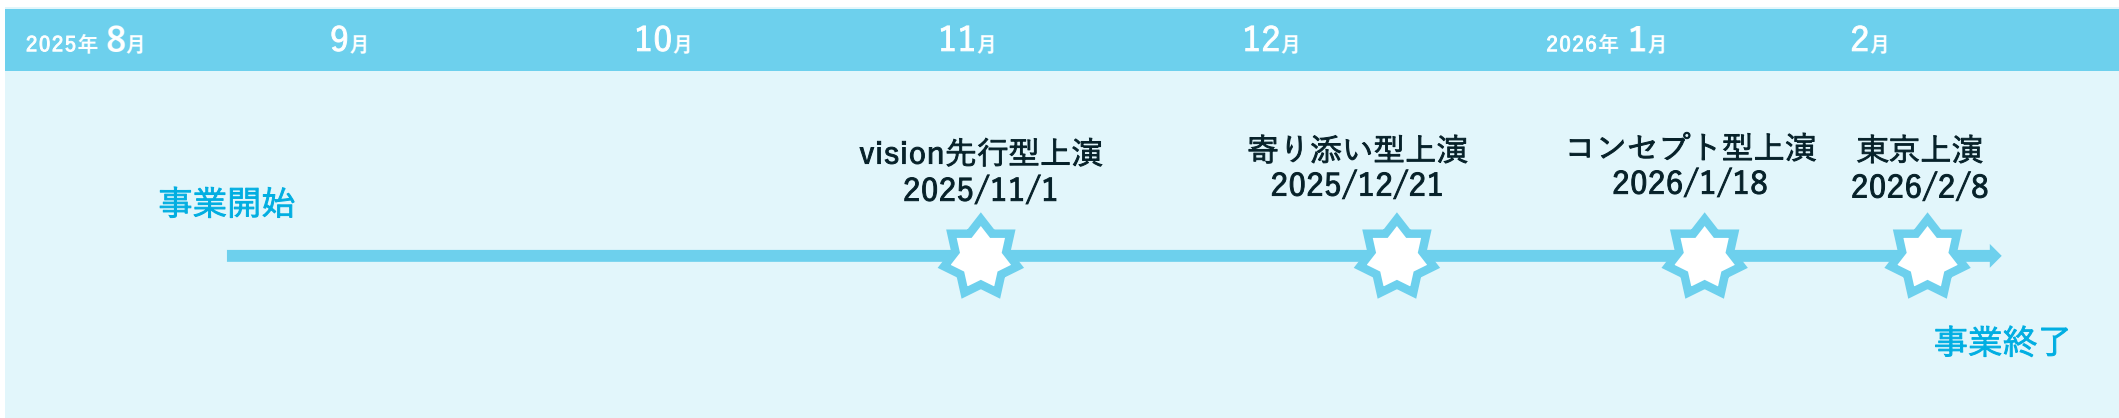 2025年 8月 9月 10月 11月 12月 2026年 1月 2月
vision先行型上演
2025/11/1
寄り添い型上演
2025/12/21
コンセプト型上演
2026/1/18
東京上演
2026/2/8
事業開始
事業終了